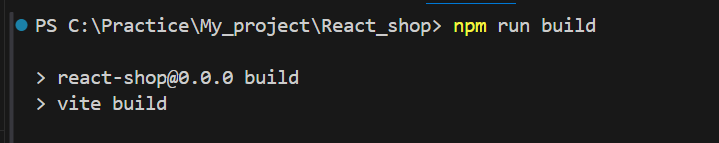 PS C:\Practice\My_project\React_shop> npm run build
> react-shop@0.0.0 build
> vite build